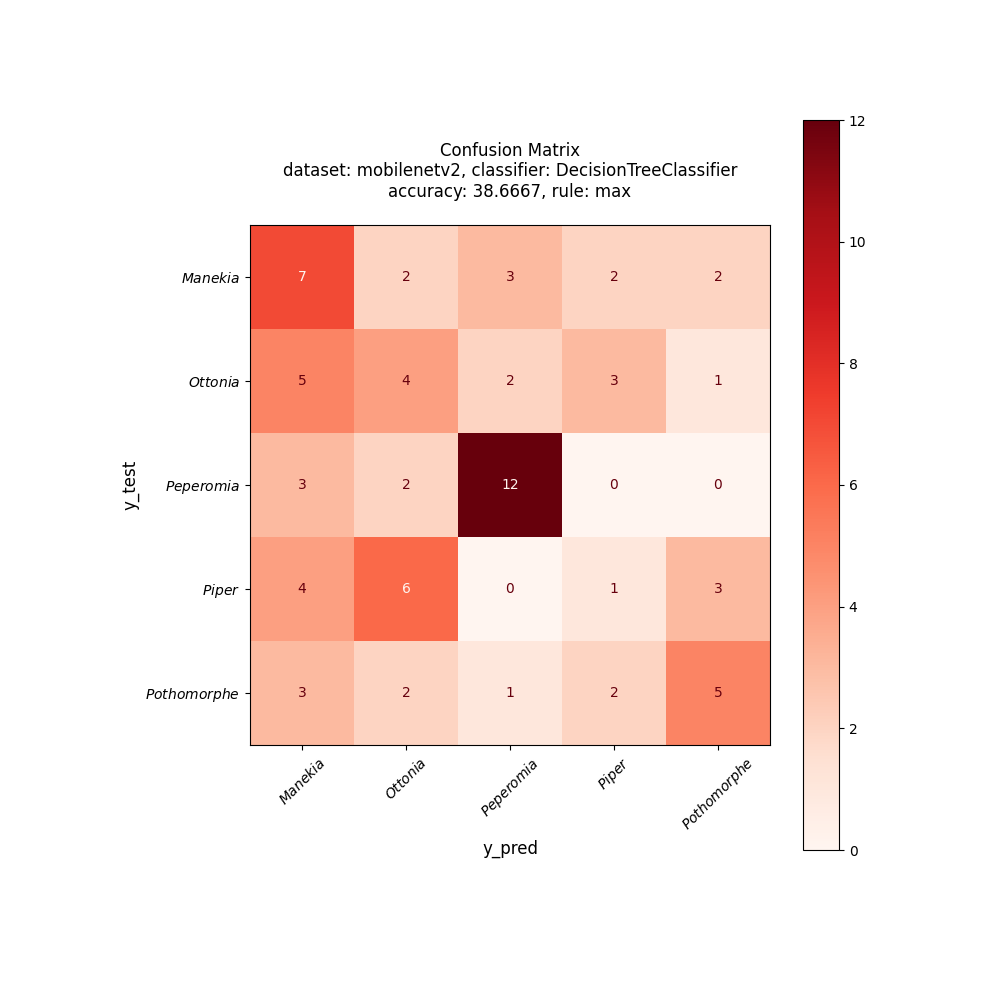 Confusion Matrix
dataset: mobilenetv2, classifier: DecisionTreeClassifier
accuracy: 38.6667, rule: max
y_test
Manekia 7 2 3 2 2
Ottonia 5 4 2 3 1
Peperomia 3 2 12 0 0
Piper 4 6 0 1 3
Pothomorphe 3 2 1 2 5
Manekia Ottonia Peperomia Piper Pothomorphe
y_pred
12
10
8
6
4
2
0